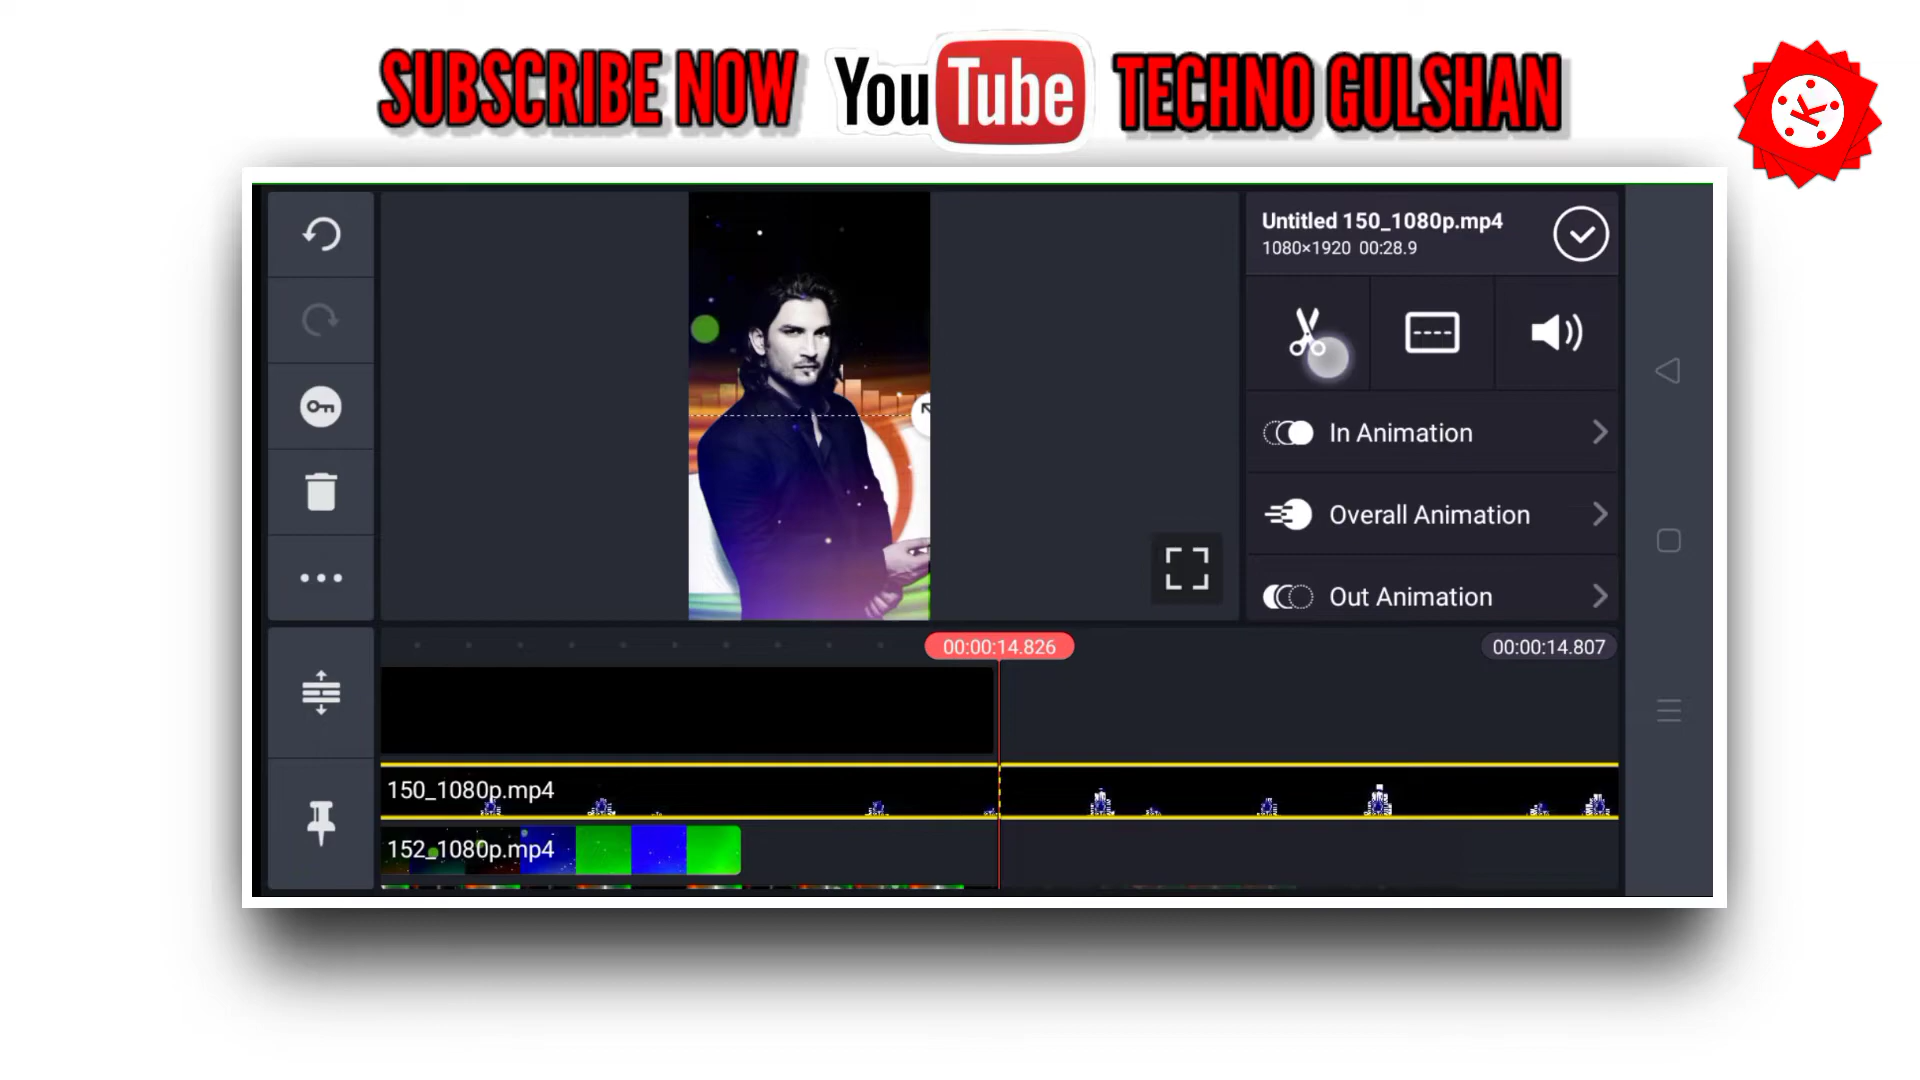 SUBSCRIBE NOW YouTube TECHNO GULSHAN
Untitled 150_1080p.mp4
1080×1920 00:28.9
In Animation
Overall Animation
Out Animation
00:00:14.826
00:00:14.807
150_1080p.mp4
152_1080p.mp4